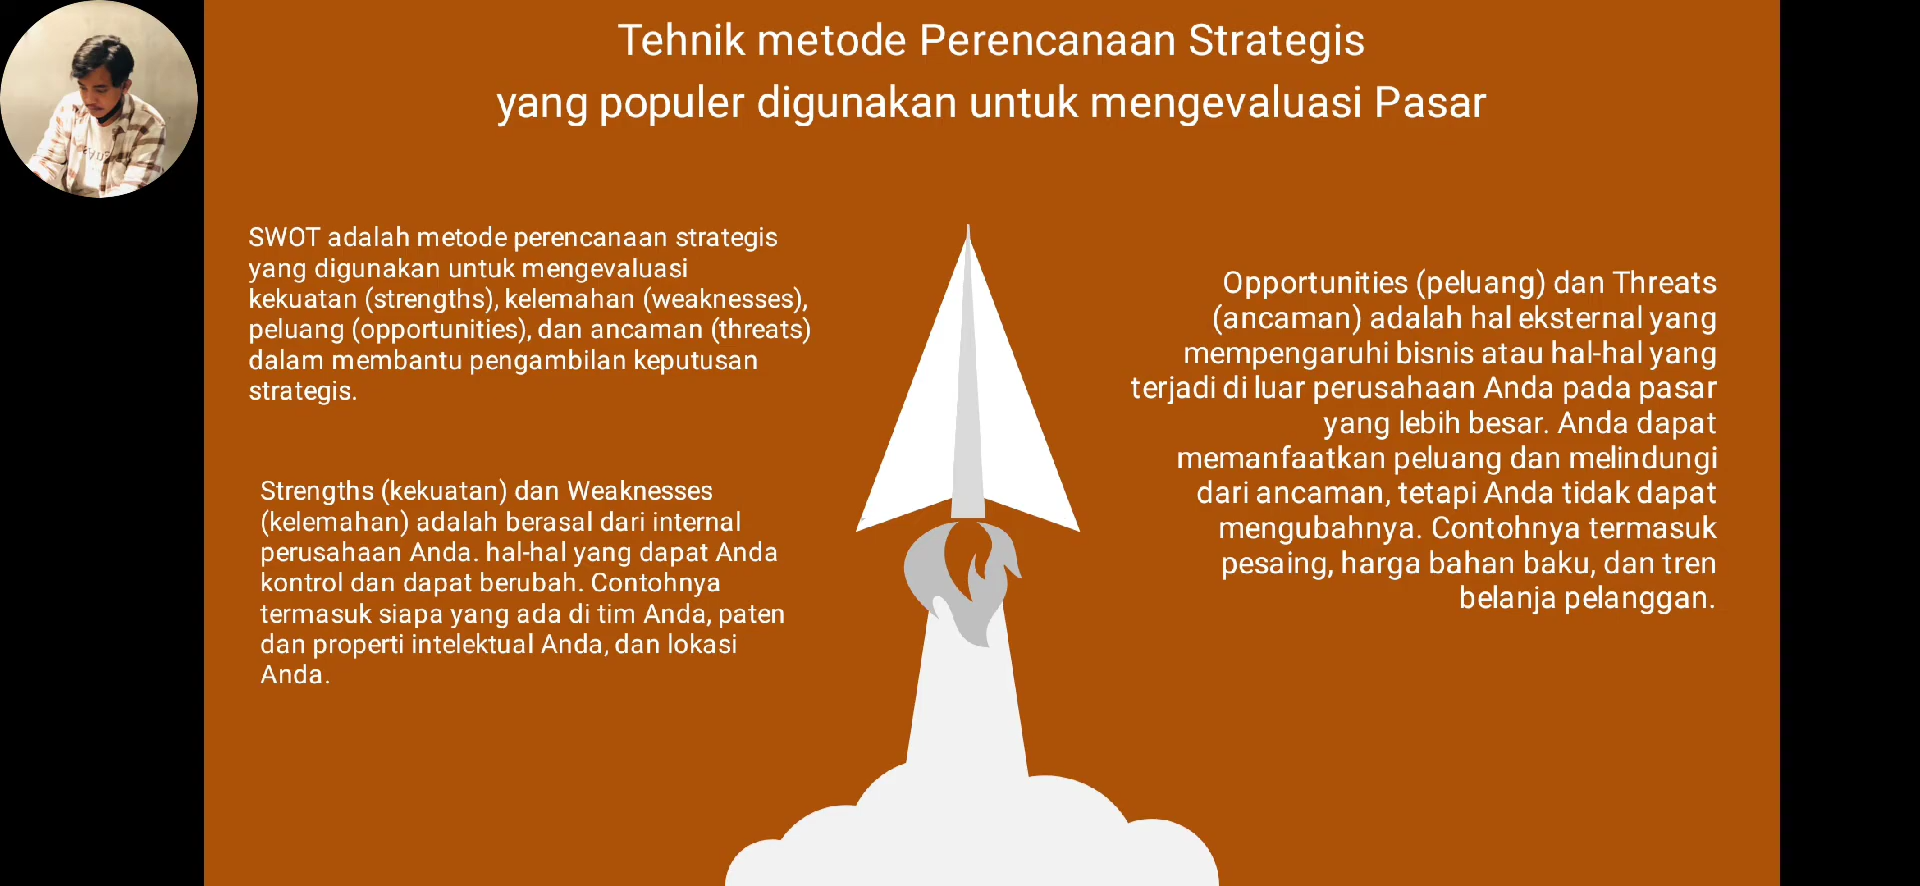 Tehnik metode Perencanaan Strategis
yang populer digunakan untuk mengevaluasi Pasar
SWOT adalah metode perencanaan strategis
yang digunakan untuk mengevaluasi
kekuatan (strengths), kelemahan (weaknesses),
peluang (opportunities), dan ancaman (threats)
dalam membantu pengambilan keputusan
strategis.
Strengths (kekuatan) dan Weaknesses
(kelemahan) adalah berasal dari internal
perusahaan Anda. hal-hal yang dapat Anda
kontrol dan dapat berubah. Contohnya
termasuk siapa yang ada di tim Anda, paten
dan properti intelektual Anda, dan lokasi
Anda.
Opportunities (peluang) dan Threats
(ancaman) adalah hal eksternal yang
mempengaruhi bisnis atau hal-hal yang
terjadi di luar perusahaan Anda pada pasar
yang lebih besar. Anda dapat
memanfaatkan peluang dan melindungi
dari ancaman, tetapi Anda tidak dapat
mengubahnya. Contohnya termasuk
pesaing, harga bahan baku, dan tren
belanja pelanggan.